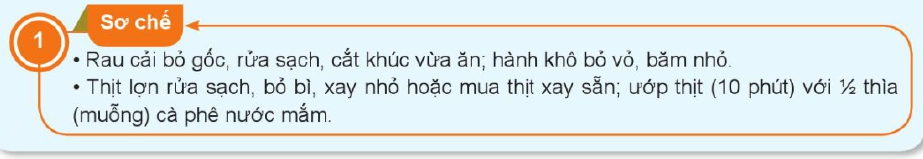 Sơ chế
1
• Rau cải bỏ gốc, rửa sạch, cắt khúc vừa ăn; hành khô bỏ vỏ, băm nhỏ.
• Thịt lợn rửa sạch, bỏ bì, xay nhỏ hoặc mua thịt xay sẵn; ướp thịt (10 phút) với ½ thìa
(muỗng) cà phê nước mắm.